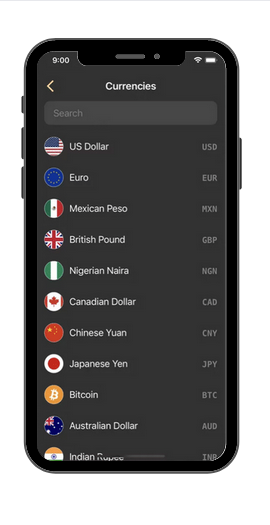 9:00
Currencies
Search
US Dollar USD
Euro EUR
Mexican Peso MXN
British Pound GBP
Nigerian Naira NGN
Canadian Dollar CAD
Chinese Yuan CNY
Japanese Yen JPY
Bitcoin BTC
Australian Dollar AUD
Indian Rupee INR